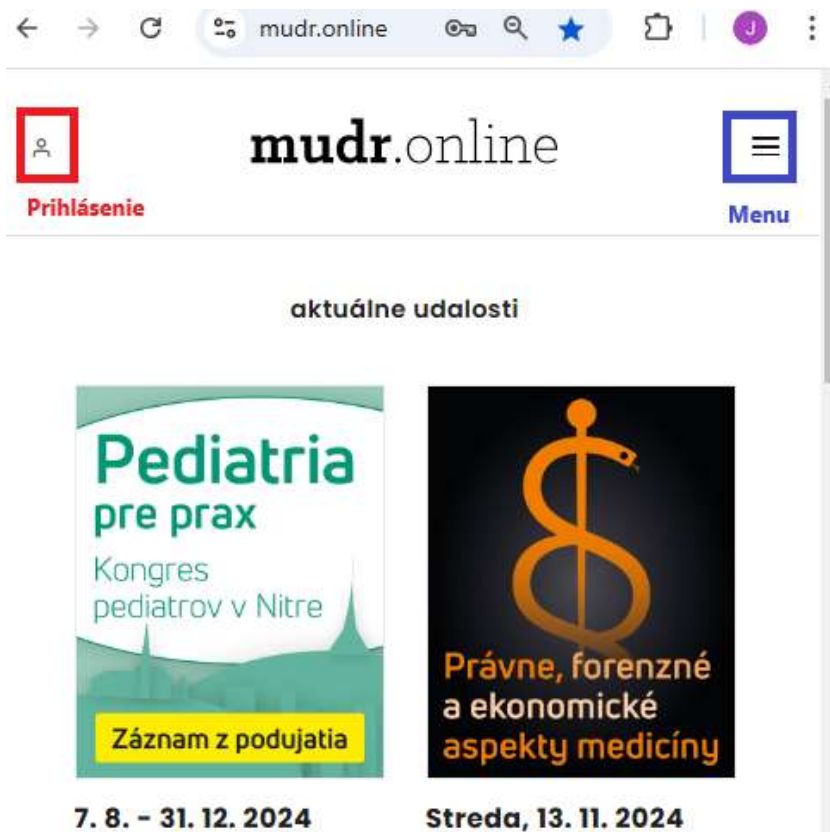 mudr.online
J
mudr.online
Prihlásenie
Menu
aktuálne udalosti
Pediatria
pre prax
Kongres
pediatrov v Nitre
Záznam z podujatia
Právne, forenzné
a ekonomické
aspekty medicíny
7. 8. - 31. 12. 2024
Streda, 13. 11. 2024